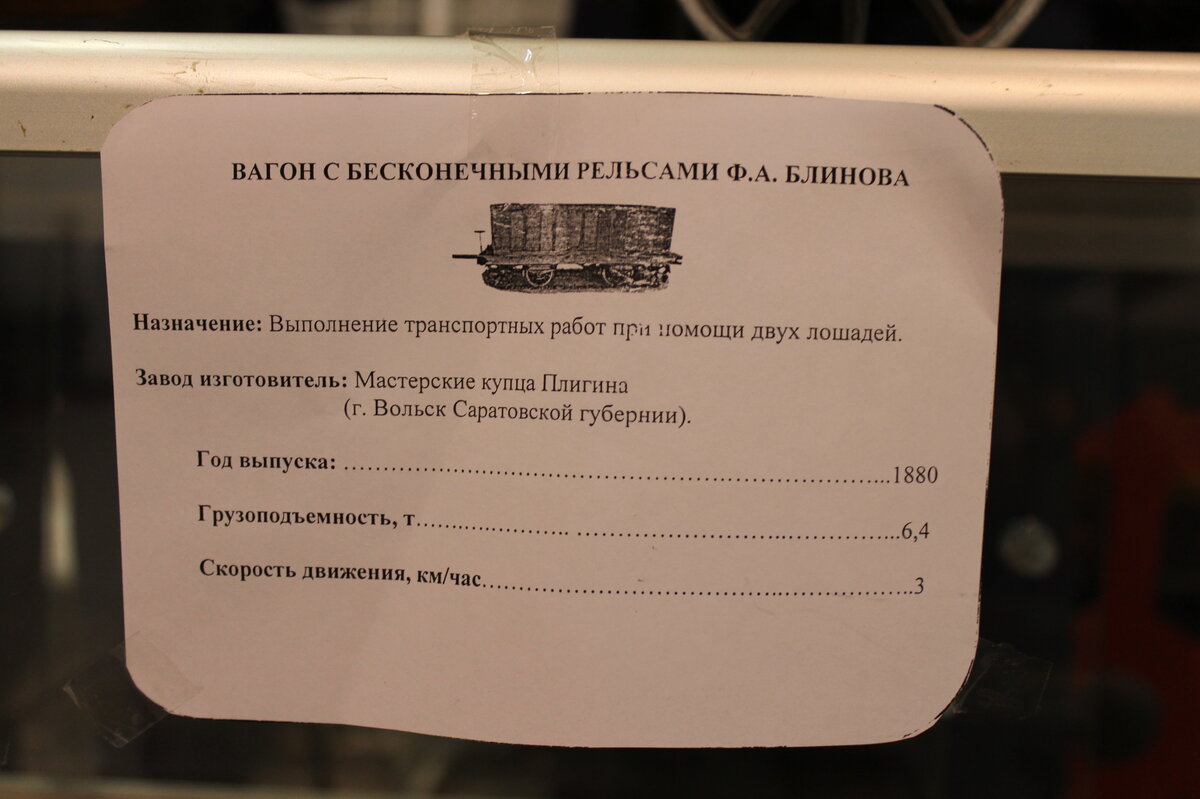 ВАГОН С БЕСКОНЕЧНЫМИ РЕЛЬСАМИ Ф.А. БЛИНОВА
Назначение: Выполнение транспортных работ при помощи двух лошадей.
Завод изготовитель: Мастерские купца Плигина
(г. Вольск Саратовской губернии).
Год выпуска: ..........................................................................1880
Грузоподъемность, т.................... ..........................................6,4
Скорость движения, км/час.........................................................3